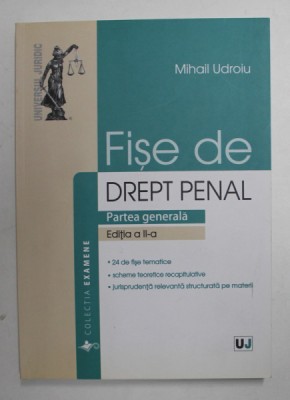 Mihail Udroiu
UNIVERSUL JURIDIC
Fișe de
DREPT PENAL
Partea generală
Ediția a II-a
• 24 de fișe tematice
• scheme teoretice recapitulative
• jurisprudență relevantă structurată pe materii
COLECȚIA EXAMENE
UJ